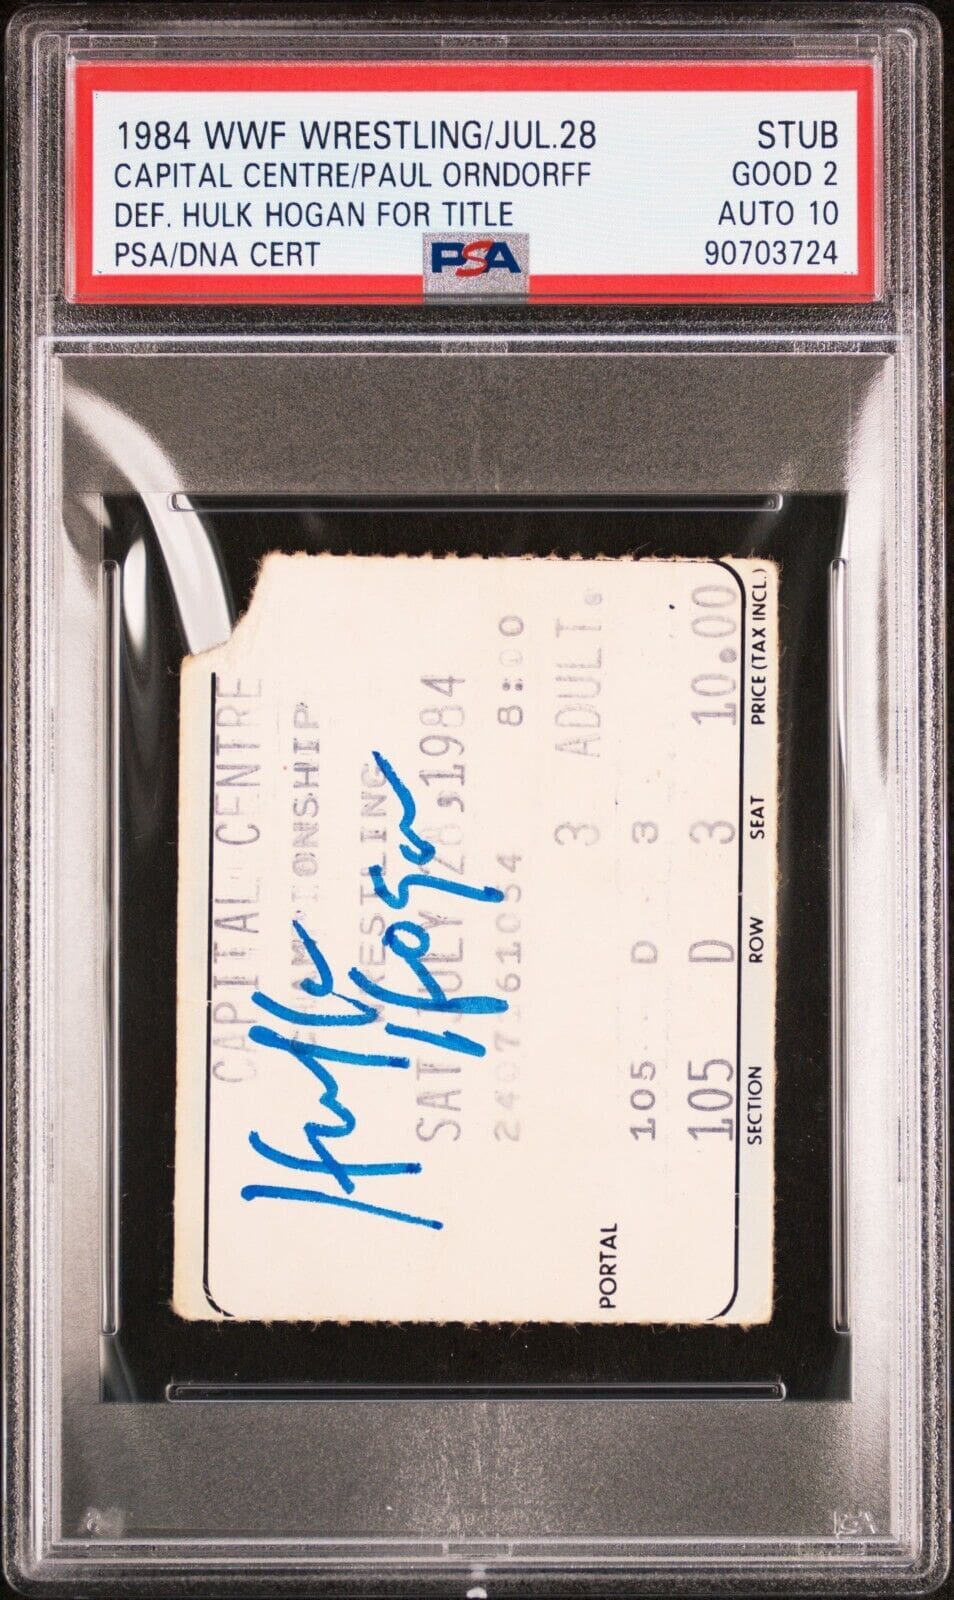 1984 WWF WRESTLING/JUL.28 STUB
CAPITAL CENTRE/PAUL ORNDORFF GOOD 2
DEF. HULK HOGAN FOR TITLE AUTO 10
PSA/DNA CERT PSA 90703724
CAPITAL CENTRE
CHAMPIONSHIP
WRESTLING
Hulk Hogan
SAT JULY 28,1984
2407161054 8:00
3 ADULT
105 D 3
105 D 3 10.00
SECTION ROW SEAT PRICE (TAX INCL.)
PORTAL